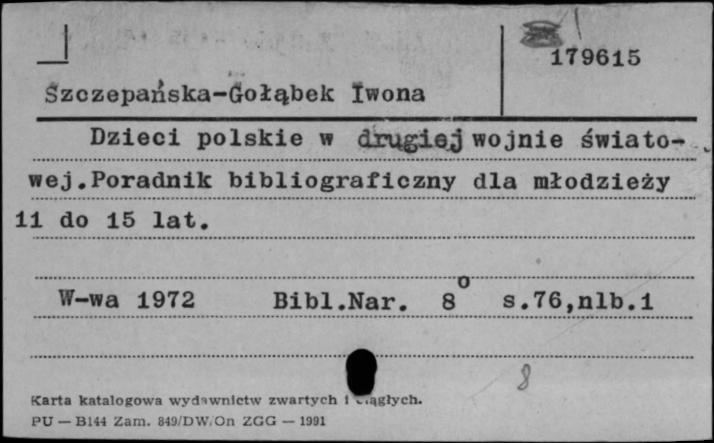 179615
Szczepańska-Gołąbek Iwona
Dzieci polskie w drugiej wojnie świato-
wej.Poradnik bibliograficzny dla młodzieży
11 do 15 lat.
W-wa 1972 Bibl.Nar. 8o s.76,nlb.1
8
Karta katalogowa wydawnictw zwartych i ciągłych.
PU — B144 Zam. 849/DW/On ZGG — 1991